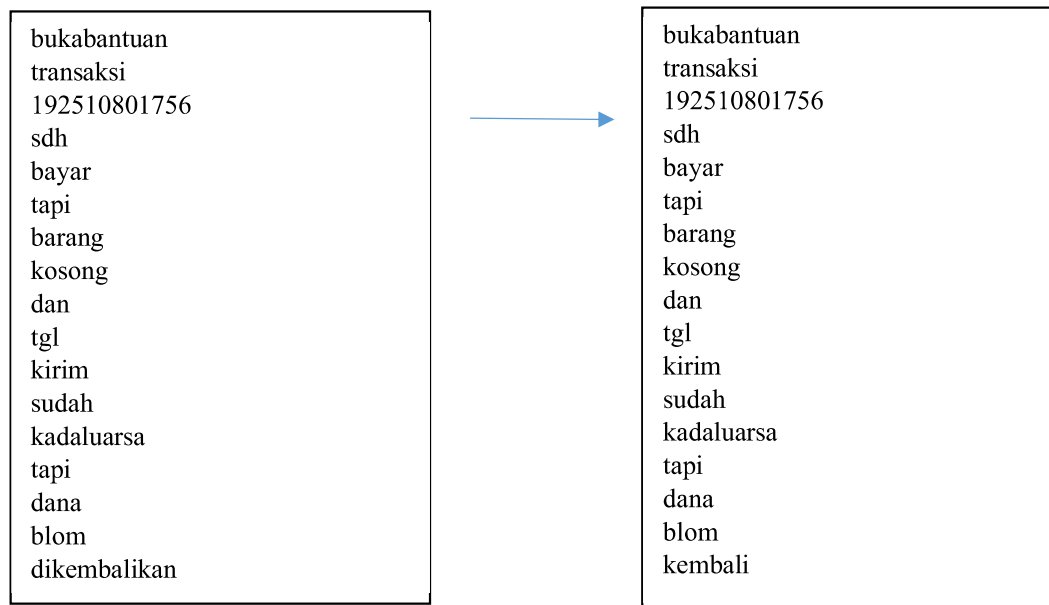 bukabantuan
transaksi
192510801756
sdh
bayar
tapi
barang
kosong
dan
tgl
kirim
sudah
kadaluarsa
tapi
dana
blom
dikembalikan
bukabantuan
transaksi
192510801756
sdh
bayar
tapi
barang
kosong
dan
tgl
kirim
sudah
kadaluarsa
tapi
dana
blom
kembali